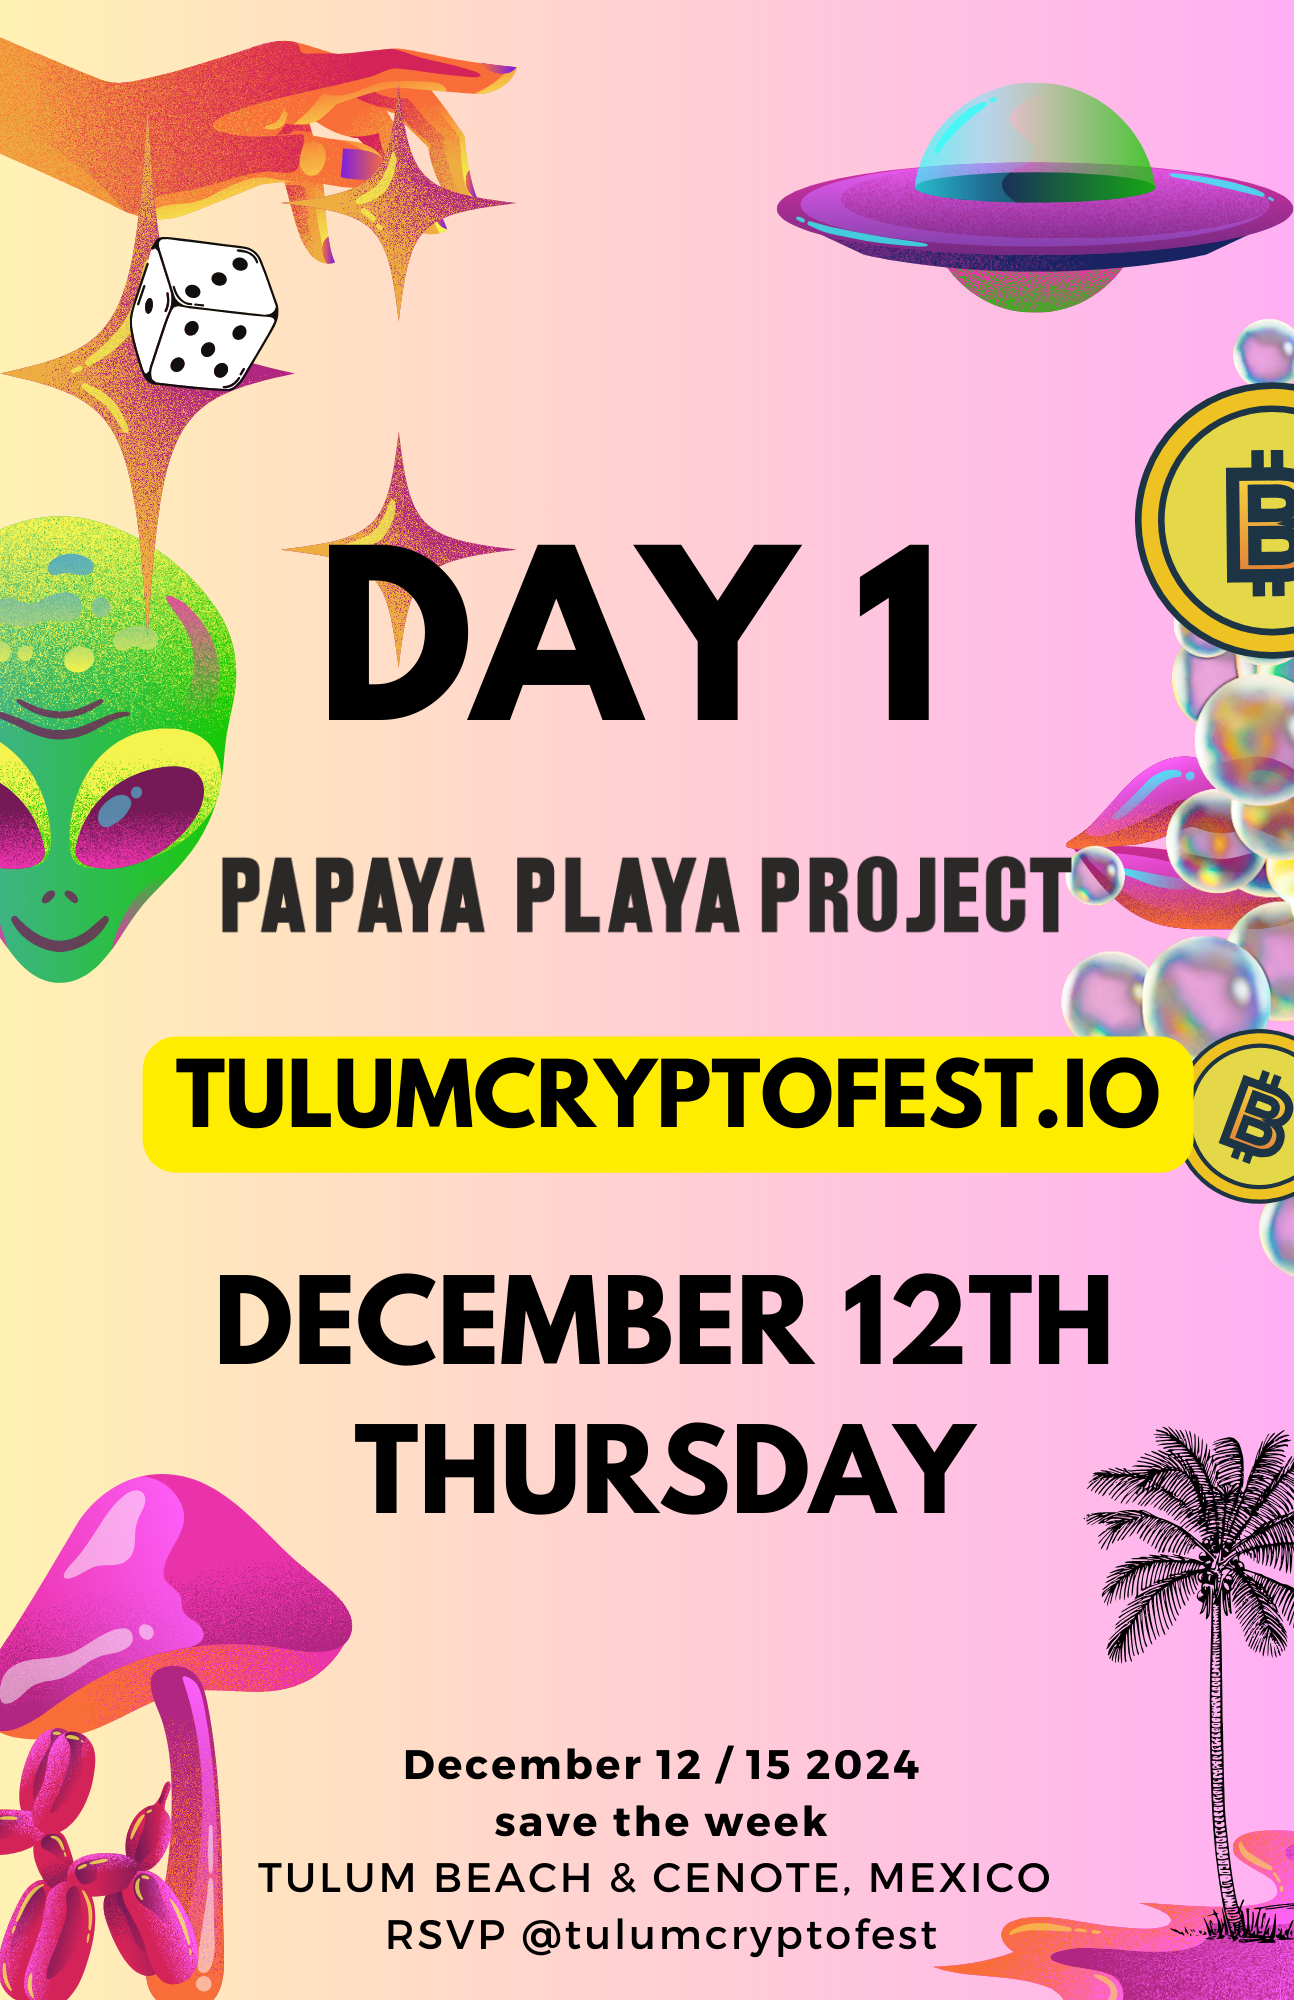 DAY 1
PAPAYA PLAYA PROJECT
TULUMCRYPTOFEST.IO
DECEMBER 12TH
THURSDAY
December 12 / 15 2024
save the week
TULUM BEACH & CENOTE, MEXICO
RSVP @tulumcryptofest